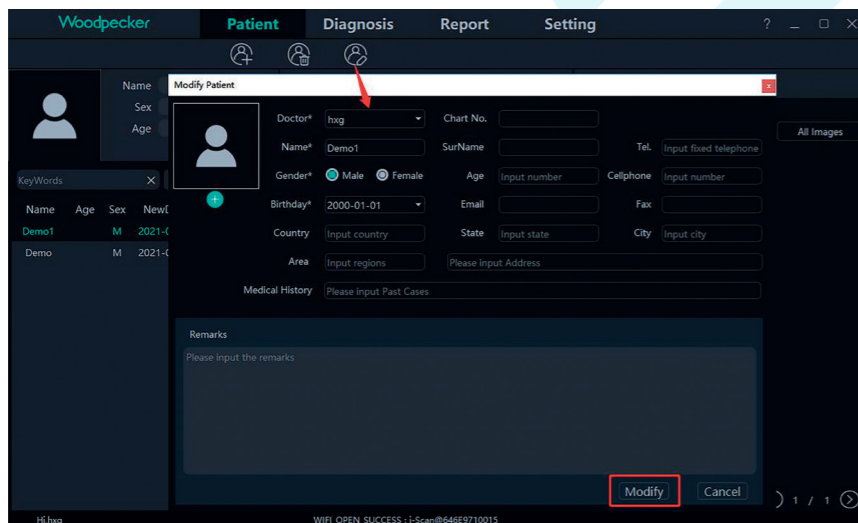 Woodpecker Patient Diagnosis Report Setting ?
Name
Sex
Age
All Images
KeyWords
Name Age Sex New
Demo1 M 2021-
Demo M 2021-
Modify Patient
Doctor* hxg Chart No.
Name* Demo1 SurName Tel. Input fixed telephone
Gender* Male Female Age Input number Cellphone Input number
Birthday* 2000-01-01 Email Fax
Country Input country State Input state City Input city
Area Input regions Please input Address
Medical History Please input Past Cases
Remarks
Please input the remarks
Modify Cancel
1 / 1
Hi,hxg WIFI OPEN SUCCESS : i-Scan@646E9710015